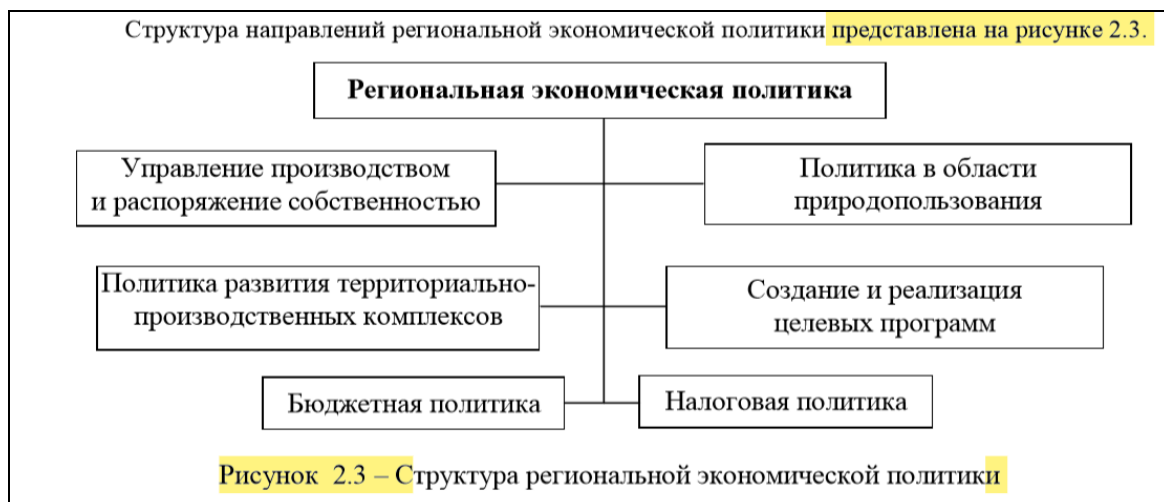 Структура направлений региональной экономической политики представлена на рисунке 2.3.
Региональная экономическая политика
Управление производством
и распоряжение собственностью
Политика в области
природопользования
Политика развития территориально-
производственных комплексов
Создание и реализация
целевых программ
Бюджетная политика
Налоговая политика
Рисунок 2.3 – Структура региональной экономической политики